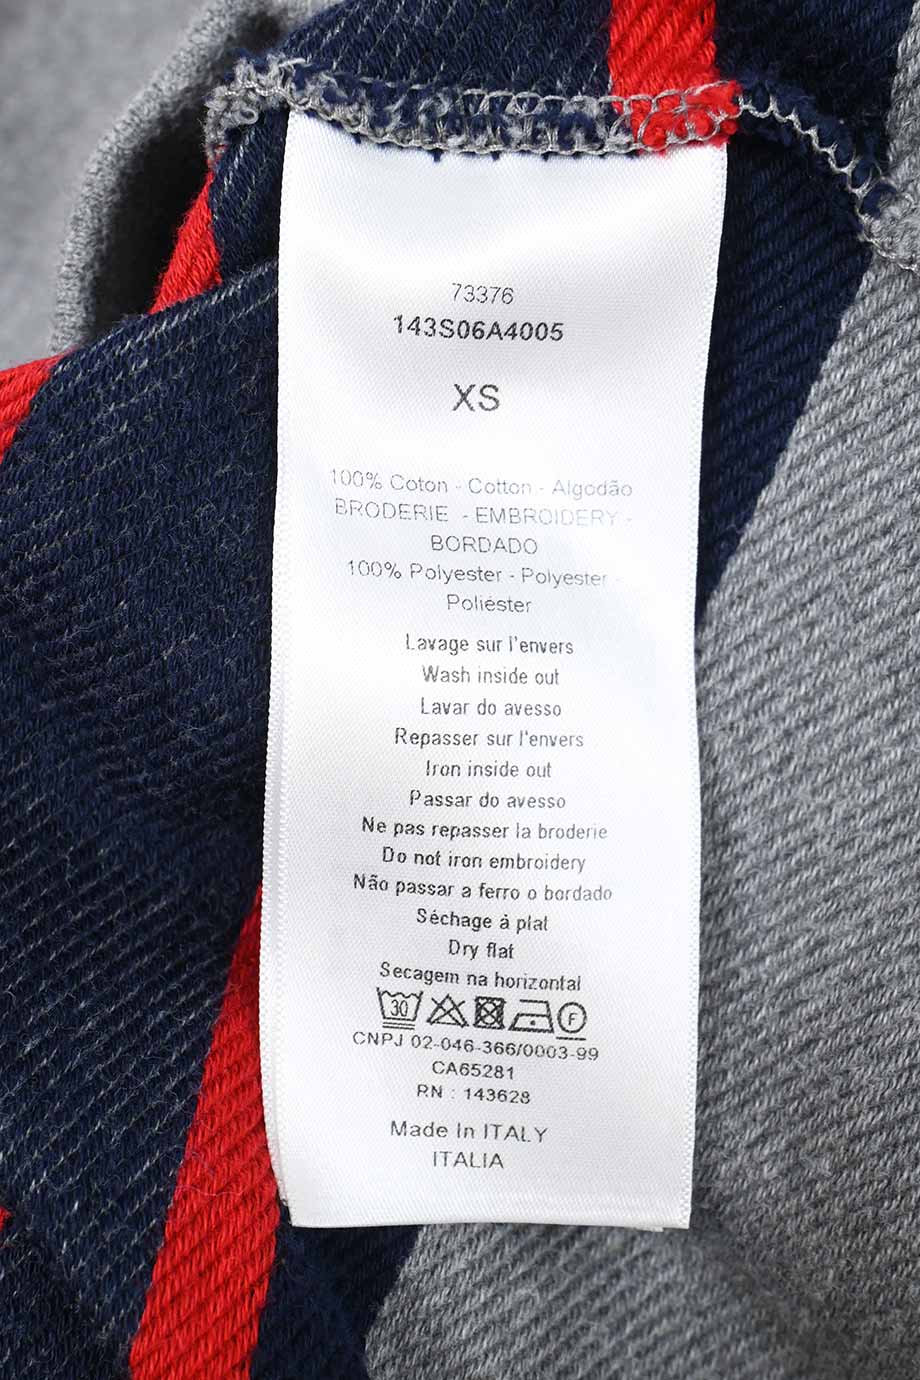 73376
143S06A4005
XS
100% Coton - Cotton - Algodão
BRODERIE - EMBROIDERY -
BORDADO
100% Polyester - Polyester -
Poliéster
Lavage sur l'envers
Wash inside out
Lavar do avesso
Repasser sur l'envers
Iron inside out
Passar do avesso
Ne pas repasser la broderie
Do not iron embroidery
Não passar a ferro o bordado
Séchage à plat
Dry flat
Secagem na horizontal
30 F
CNPJ 02-046-366/0003-99
CA65281
RN : 143628
Made In ITALY
ITALIA